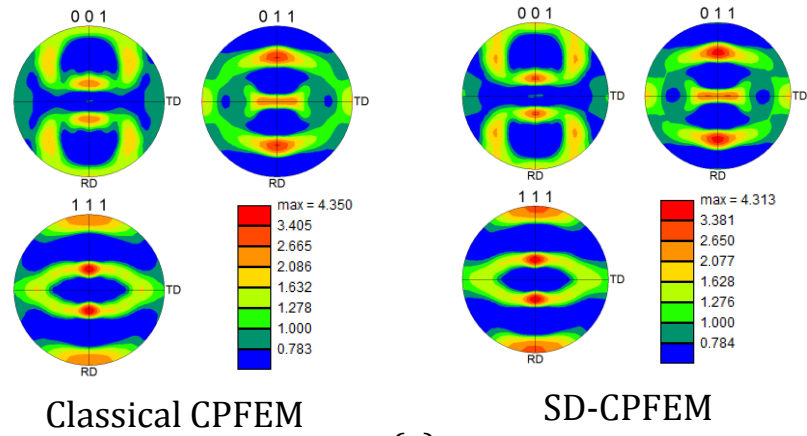 0 0 1
0 1 1
TD
TD
RD
RD
1 1 1
TD
RD
max = 4.350
3.405
2.665
2.086
1.632
1.278
1.000
0.783
Classical CPFEM
0 0 1
0 1 1
TD
TD
RD
RD
1 1 1
TD
RD
max = 4.313
3.381
2.650
2.077
1.628
1.276
1.000
0.784
SD-CPFEM